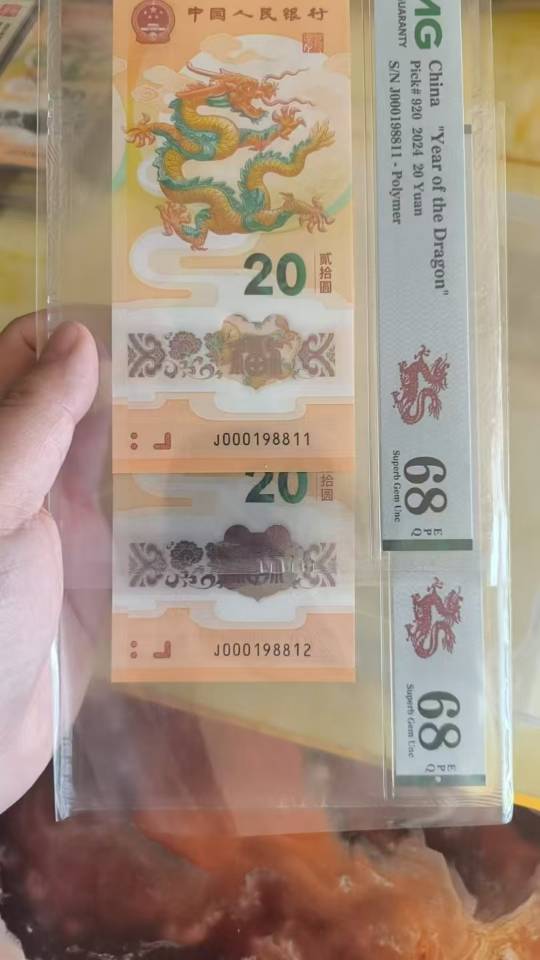 中国人民银行
20
贰拾圆
J000198811
20
拾圆
J000198812
MG
GUARANTY
China "Year of the Dragon"
Pick# 920 2024 20 Yuan
S/N J000198811 - Polymer
68 EPQ
Superb Gem Unc
68 EPQ
Superb Gem Unc